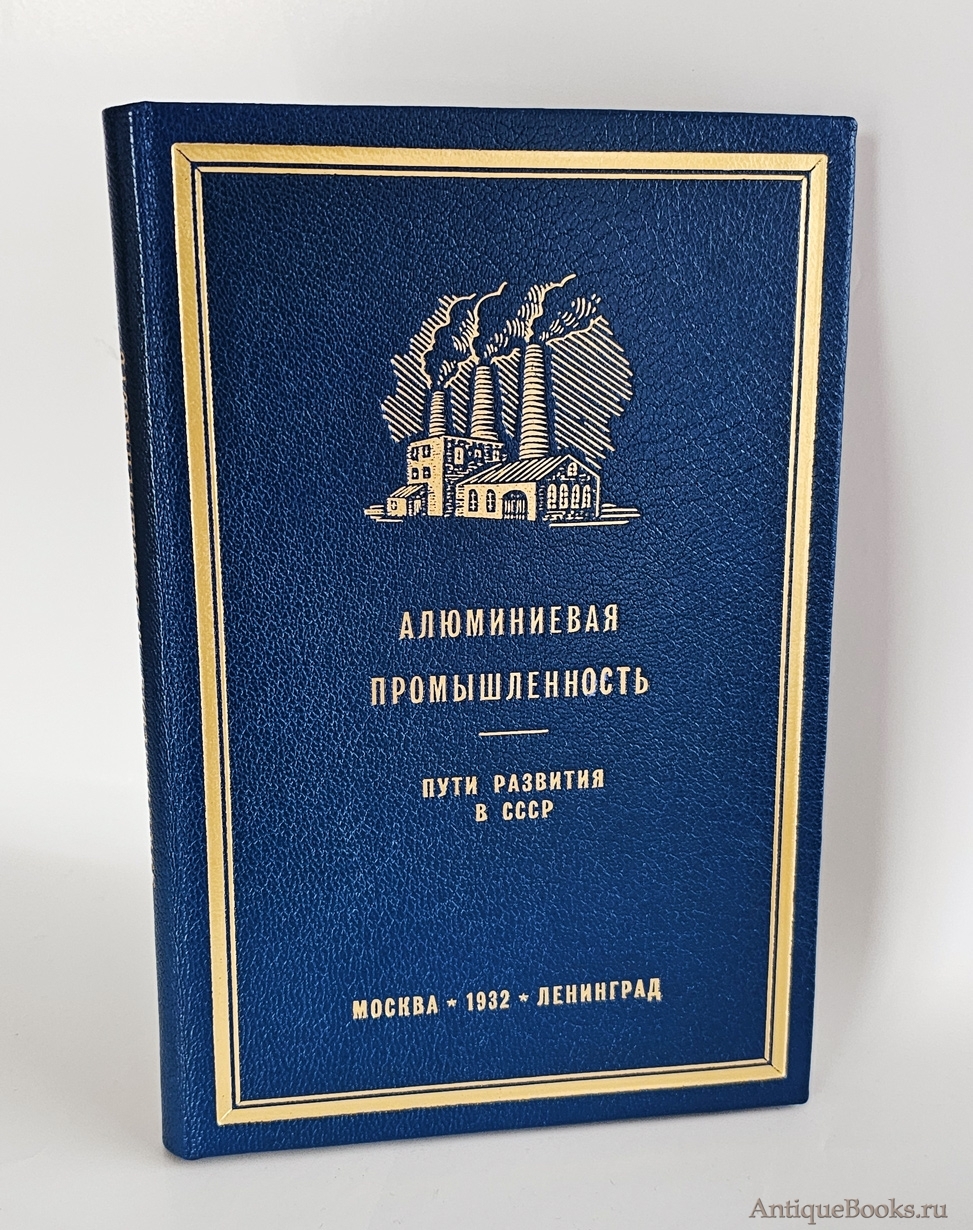 АЛЮМИНИЕВАЯ
ПРОМЫШЛЕННОСТЬ
ПУТИ РАЗВИТИЯ
В СССР
МОСКВА ★ 1932 ★ ЛЕНИНГРАД
AntiqueBooks.ru